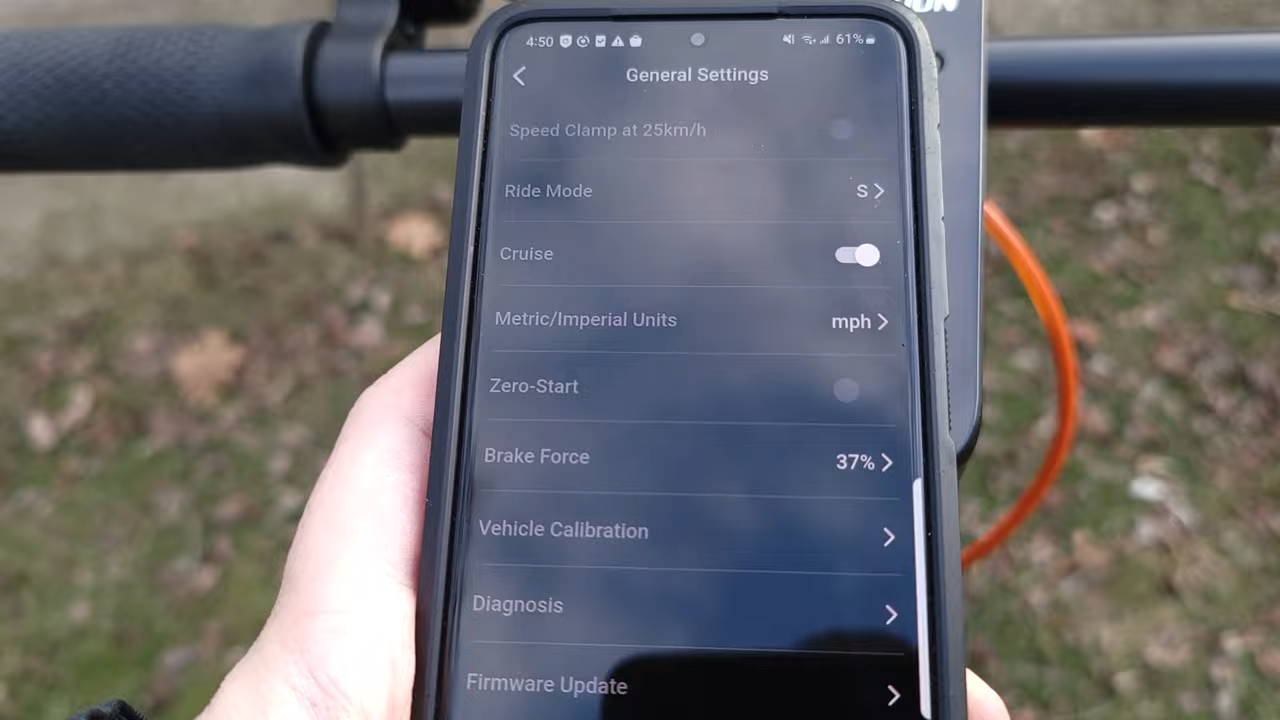 4:50 61%
General Settings
Speed Clamp at 25km/h
Ride Mode S
Cruise
Metric/Imperial Units mph
Zero-Start
Brake Force 37%
Vehicle Calibration
Diagnosis
Firmware Update